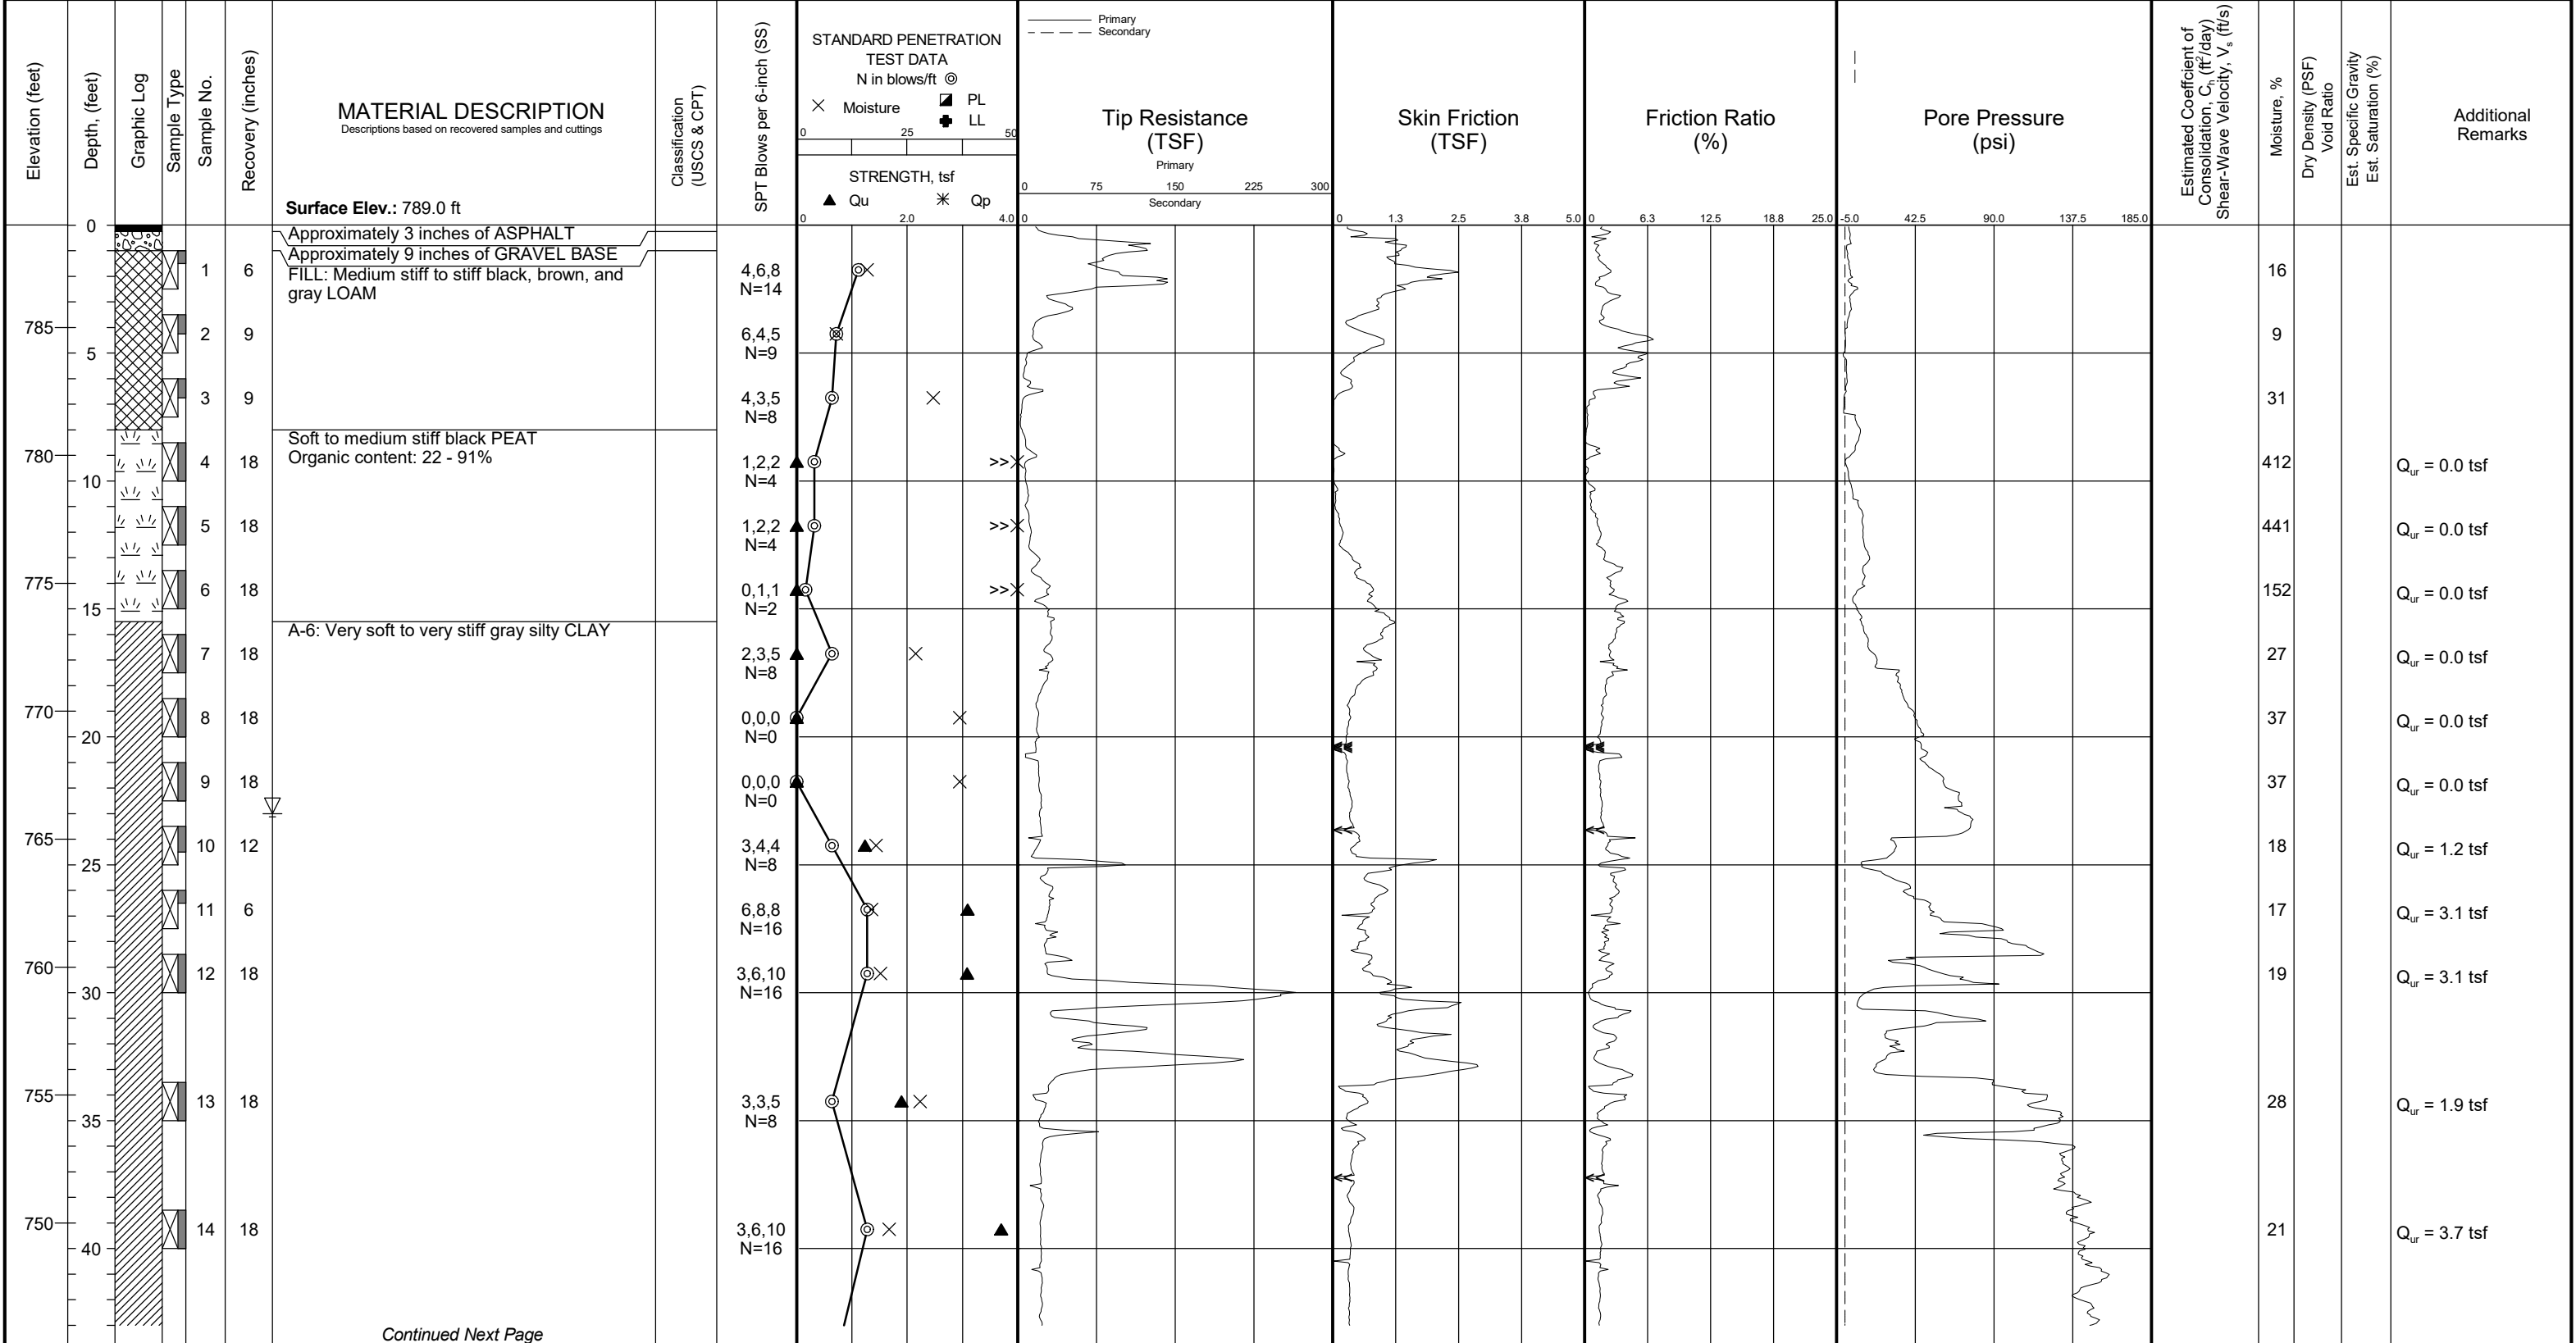 Elevation (feet)
Depth, (feet)
Graphic Log
Sample Type
Sample No.
Recovery (inches)
MATERIAL DESCRIPTION
Descriptions based on recovered samples and cuttings
Surface Elev.: 789.0 ft
Classification
(USCS & CPT)
SPT Blows per 6-inch (SS)
STANDARD PENETRATION
TEST DATA
N in blows/ft
Moisture
PL
LL
0 25 50
STRENGTH, tsf
Qu Qp
0 2.0 4.0
Primary
Secondary
Tip Resistance
(TSF)
Primary
0 75 150 225 300
Secondary
Skin Friction
(TSF)
0 1.3 2.5 3.8 5.0
Friction Ratio
(%)
0 6.3 12.5 18.8 25.0
Pore Pressure
(psi)
-5.0 42.5 90.0 137.5 185.0
Estimated Coeffcient of
Consolidation, Ch (ft²/day)
Shear-Wave Velocity, Vs (ft/s)
Moisture, %
Dry Density (PSF)
Void Ratio
Est. Specific Gravity
Est. Saturation (%)
Additional
Remarks
0
Approximately 3 inches of ASPHALT
Approximately 9 inches of GRAVEL BASE
1 6 4,6,8 16
FILL: Medium stiff to stiff black, brown, and
N=14
gray LOAM
785
2 9 6,4,5 9
5 N=9
3 9 4,3,5 31
N=8
Soft to medium stiff black PEAT
780 Organic content: 22 - 91%
4 18 1,2,2 >> 412 Qur = 0.0 tsf
10 N=4
5 18 1,2,2 >> 441 Qur = 0.0 tsf
N=4
775
6 18 0,1,1 >> 152 Qur = 0.0 tsf
15 N=2
A-6: Very soft to very stiff gray silty CLAY
7 18 2,3,5 27 Qur = 0.0 tsf
N=8
770
8 18 0,0,0 37 Qur = 0.0 tsf
20 N=0
9 18 0,0,0 37 Qur = 0.0 tsf
N=0
765
10 12 3,4,4 18 Qur = 1.2 tsf
25 N=8
11 6 6,8,8 17 Qur = 3.1 tsf
N=16
760
12 18 3,6,10 19 Qur = 3.1 tsf
30 N=16
755
13 18 3,3,5 28 Qur = 1.9 tsf
35 N=8
750
14 18 3,6,10 21 Qur = 3.7 tsf
40 N=16
Continued Next Page